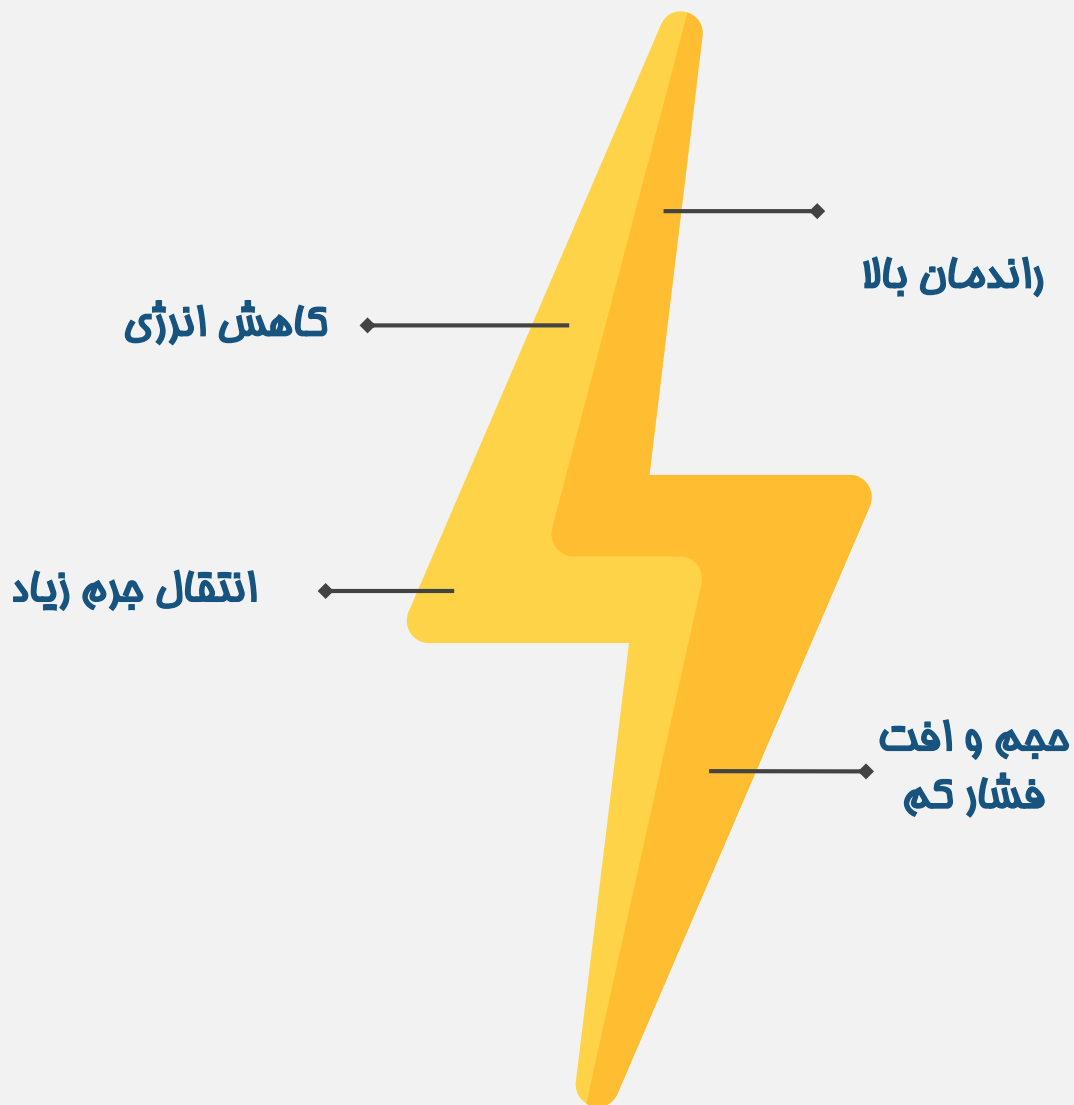 راندمان بالا
کاهش انرژی
انتقال جرم زیاد
حجم و افت
فشار کم